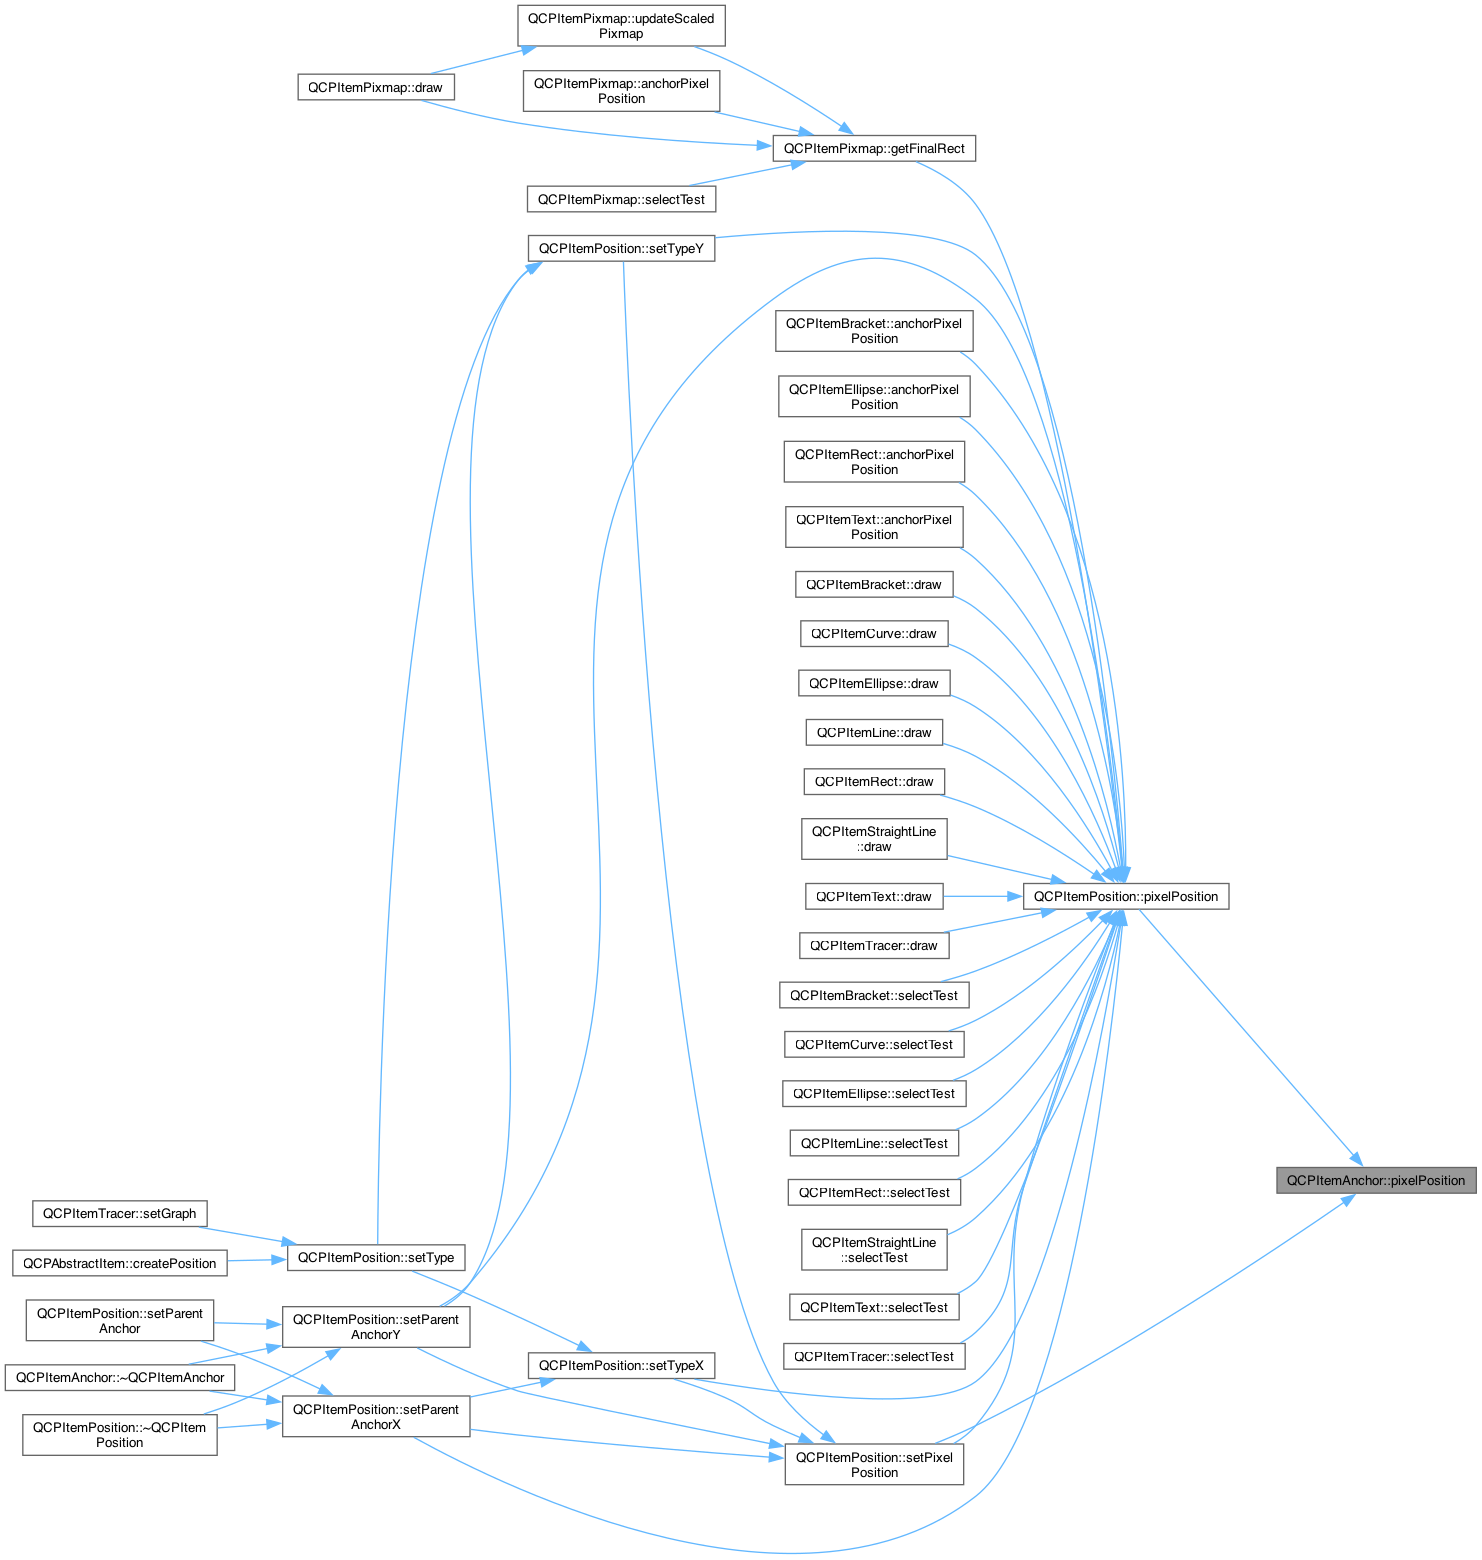 QCPItemPixmap::updateScaled
Pixmap
QCPItemPixmap::draw
QCPItemPixmap::anchorPixel
Position
QCPItemPixmap::getFinalRect
QCPItemPixmap::selectTest
QCPItemPosition::setTypeY
QCPItemBracket::anchorPixel
Position
QCPItemEllipse::anchorPixel
Position
QCPItemRect::anchorPixel
Position
QCPItemText::anchorPixel
Position
QCPItemBracket::draw
QCPItemCurve::draw
QCPItemEllipse::draw
QCPItemLine::draw
QCPItemRect::draw
QCPItemStraightLine
::draw
QCPItemText::draw
QCPItemPosition::pixelPosition
QCPItemTracer::draw
QCPItemBracket::selectTest
QCPItemCurve::selectTest
QCPItemEllipse::selectTest
QCPItemLine::selectTest
QCPItemAnchor::pixelPosition
QCPItemRect::selectTest
QCPItemTracer::setGraph
QCPItemStraightLine
::selectTest
QCPItemPosition::setType
QCPAbstractItem::createPosition
QCPItemText::selectTest
QCPItemPosition::setParent
Anchor
QCPItemPosition::setParent
AnchorY
QCPItemTracer::selectTest
QCPItemPosition::setTypeX
QCPItemAnchor::~QCPItemAnchor
QCPItemPosition::setParent
AnchorX
QCPItemPosition::~QCPItem
Position
QCPItemPosition::setPixel
Position